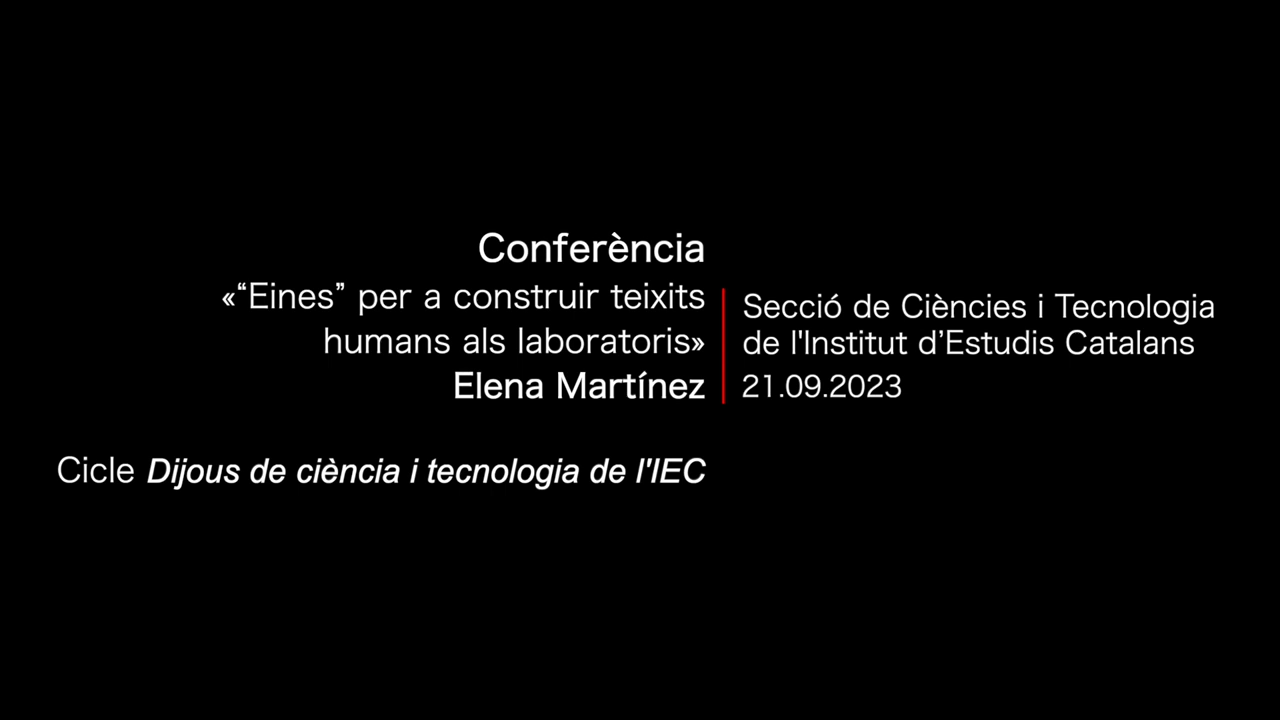 Conferència
«“Eines” per a construir teixits
humans als laboratoris»
Elena Martínez
Secció de Ciències i Tecnologia
de l'Institut d’Estudis Catalans
21.09.2023
Cicle Dijous de ciència i tecnologia de l'IEC